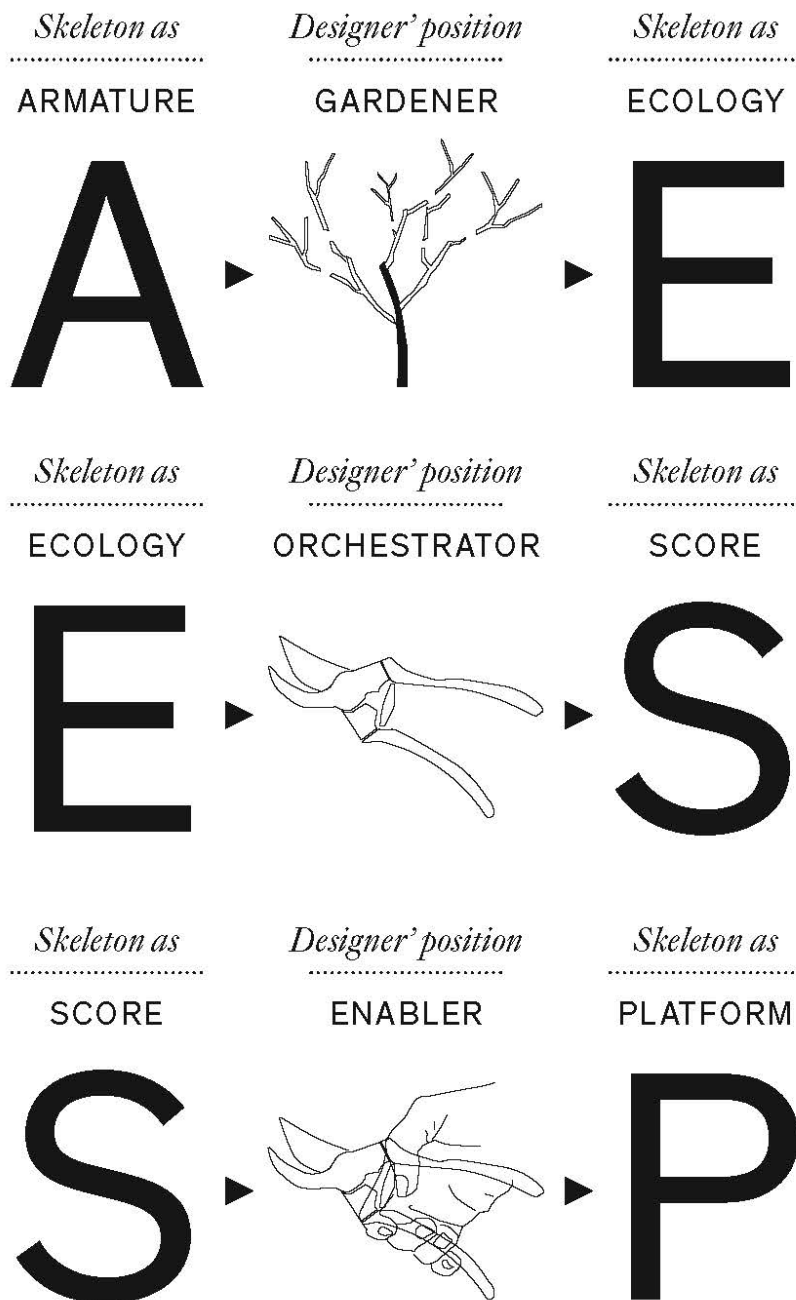 Skeleton as Designer’ position Skeleton as
ARMATURE GARDENER ECOLOGY
A E
Skeleton as Designer’ position Skeleton as
ECOLOGY ORCHESTRATOR SCORE
E S
Skeleton as Designer’ position Skeleton as
SCORE ENABLER PLATFORM
S P